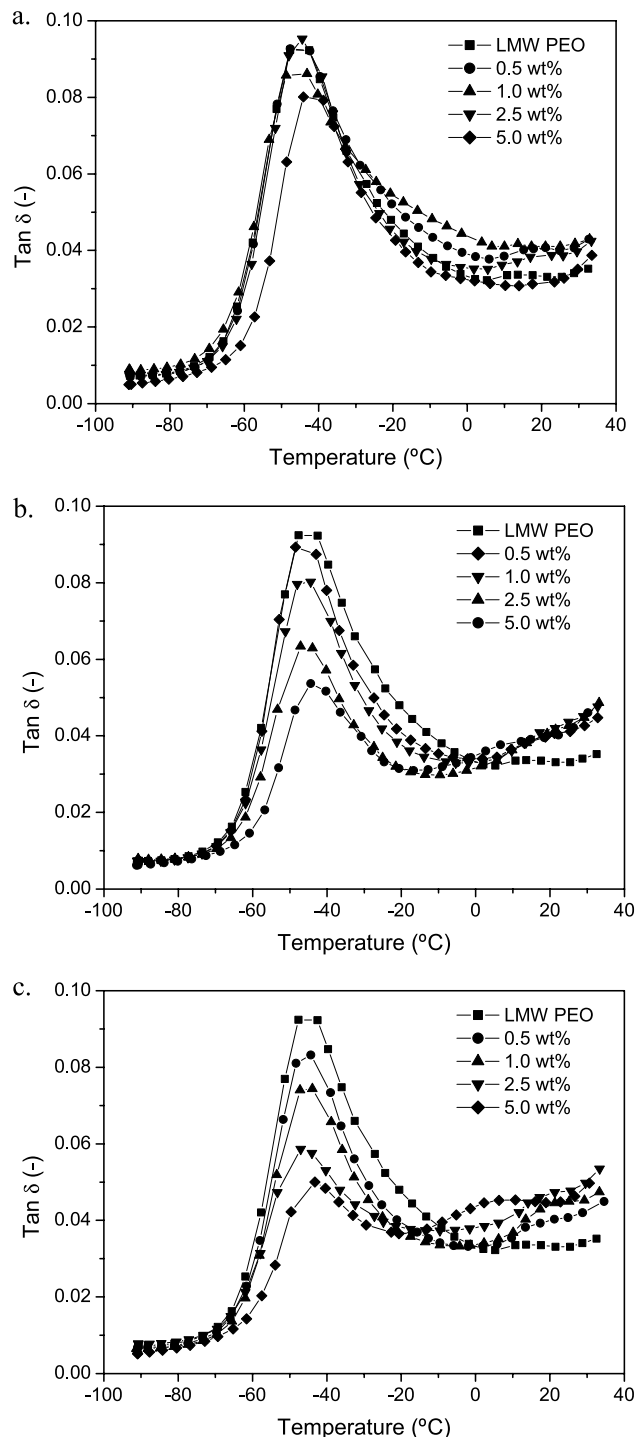 a.
0.10
0.08
0.06
0.04
0.02
0.00
Tan δ (-)
LMW PEO
0.5 wt%
1.0 wt%
2.5 wt%
5.0 wt%
-100 -80 -60 -40 -20 0 20 40
Temperature (ºC)
b.
0.10
0.08
0.06
0.04
0.02
0.00
Tan δ (-)
LMW PEO
0.5 wt%
1.0 wt%
2.5 wt%
5.0 wt%
-100 -80 -60 -40 -20 0 20 40
Temperature (ºC)
c.
0.10
0.08
0.06
0.04
0.02
0.00
Tan δ (-)
LMW PEO
0.5 wt%
1.0 wt%
2.5 wt%
5.0 wt%
-100 -80 -60 -40 -20 0 20 40
Temperature (ºC)